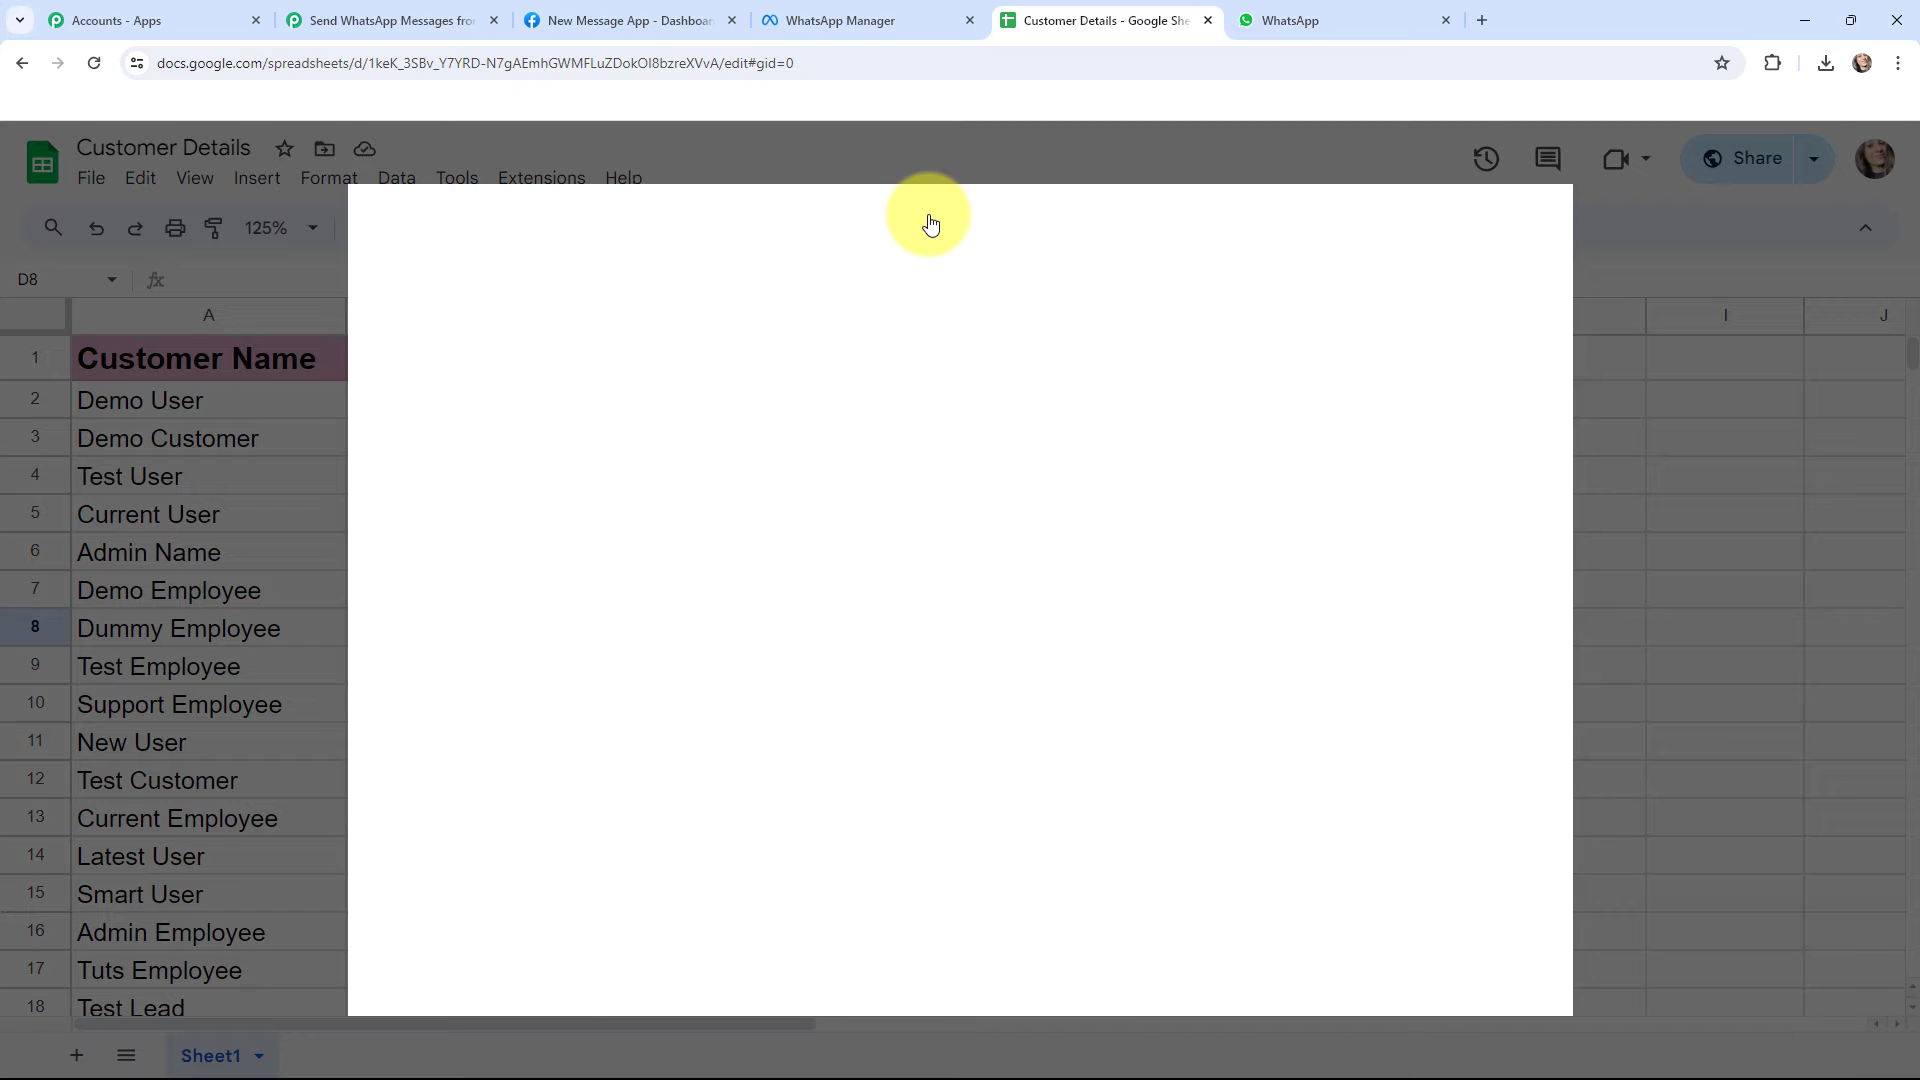 Accounts - Apps
Send WhatsApp Messages fro
New Message App - Dashboar
WhatsApp Manager
Customer Details - Google She
WhatsApp
docs.google.com/spreadsheets/d/1keK_3SBv_Y7YRD-N7gAEmhGWMFLuZDokOl8bzreXVvA/edit#gid=0
Customer Details
File Edit View Insert Format Data Tools Extensions Help
Share
125%
D8
fx
A I J
1 Customer Name
2 Demo User
3 Demo Customer
4 Test User
5 Current User
6 Admin Name
7 Demo Employee
8 Dummy Employee
9 Test Employee
10 Support Employee
11 New User
12 Test Customer
13 Current Employee
14 Latest User
15 Smart User
16 Admin Employee
17 Tuts Employee
18 Test Lead
Sheet1